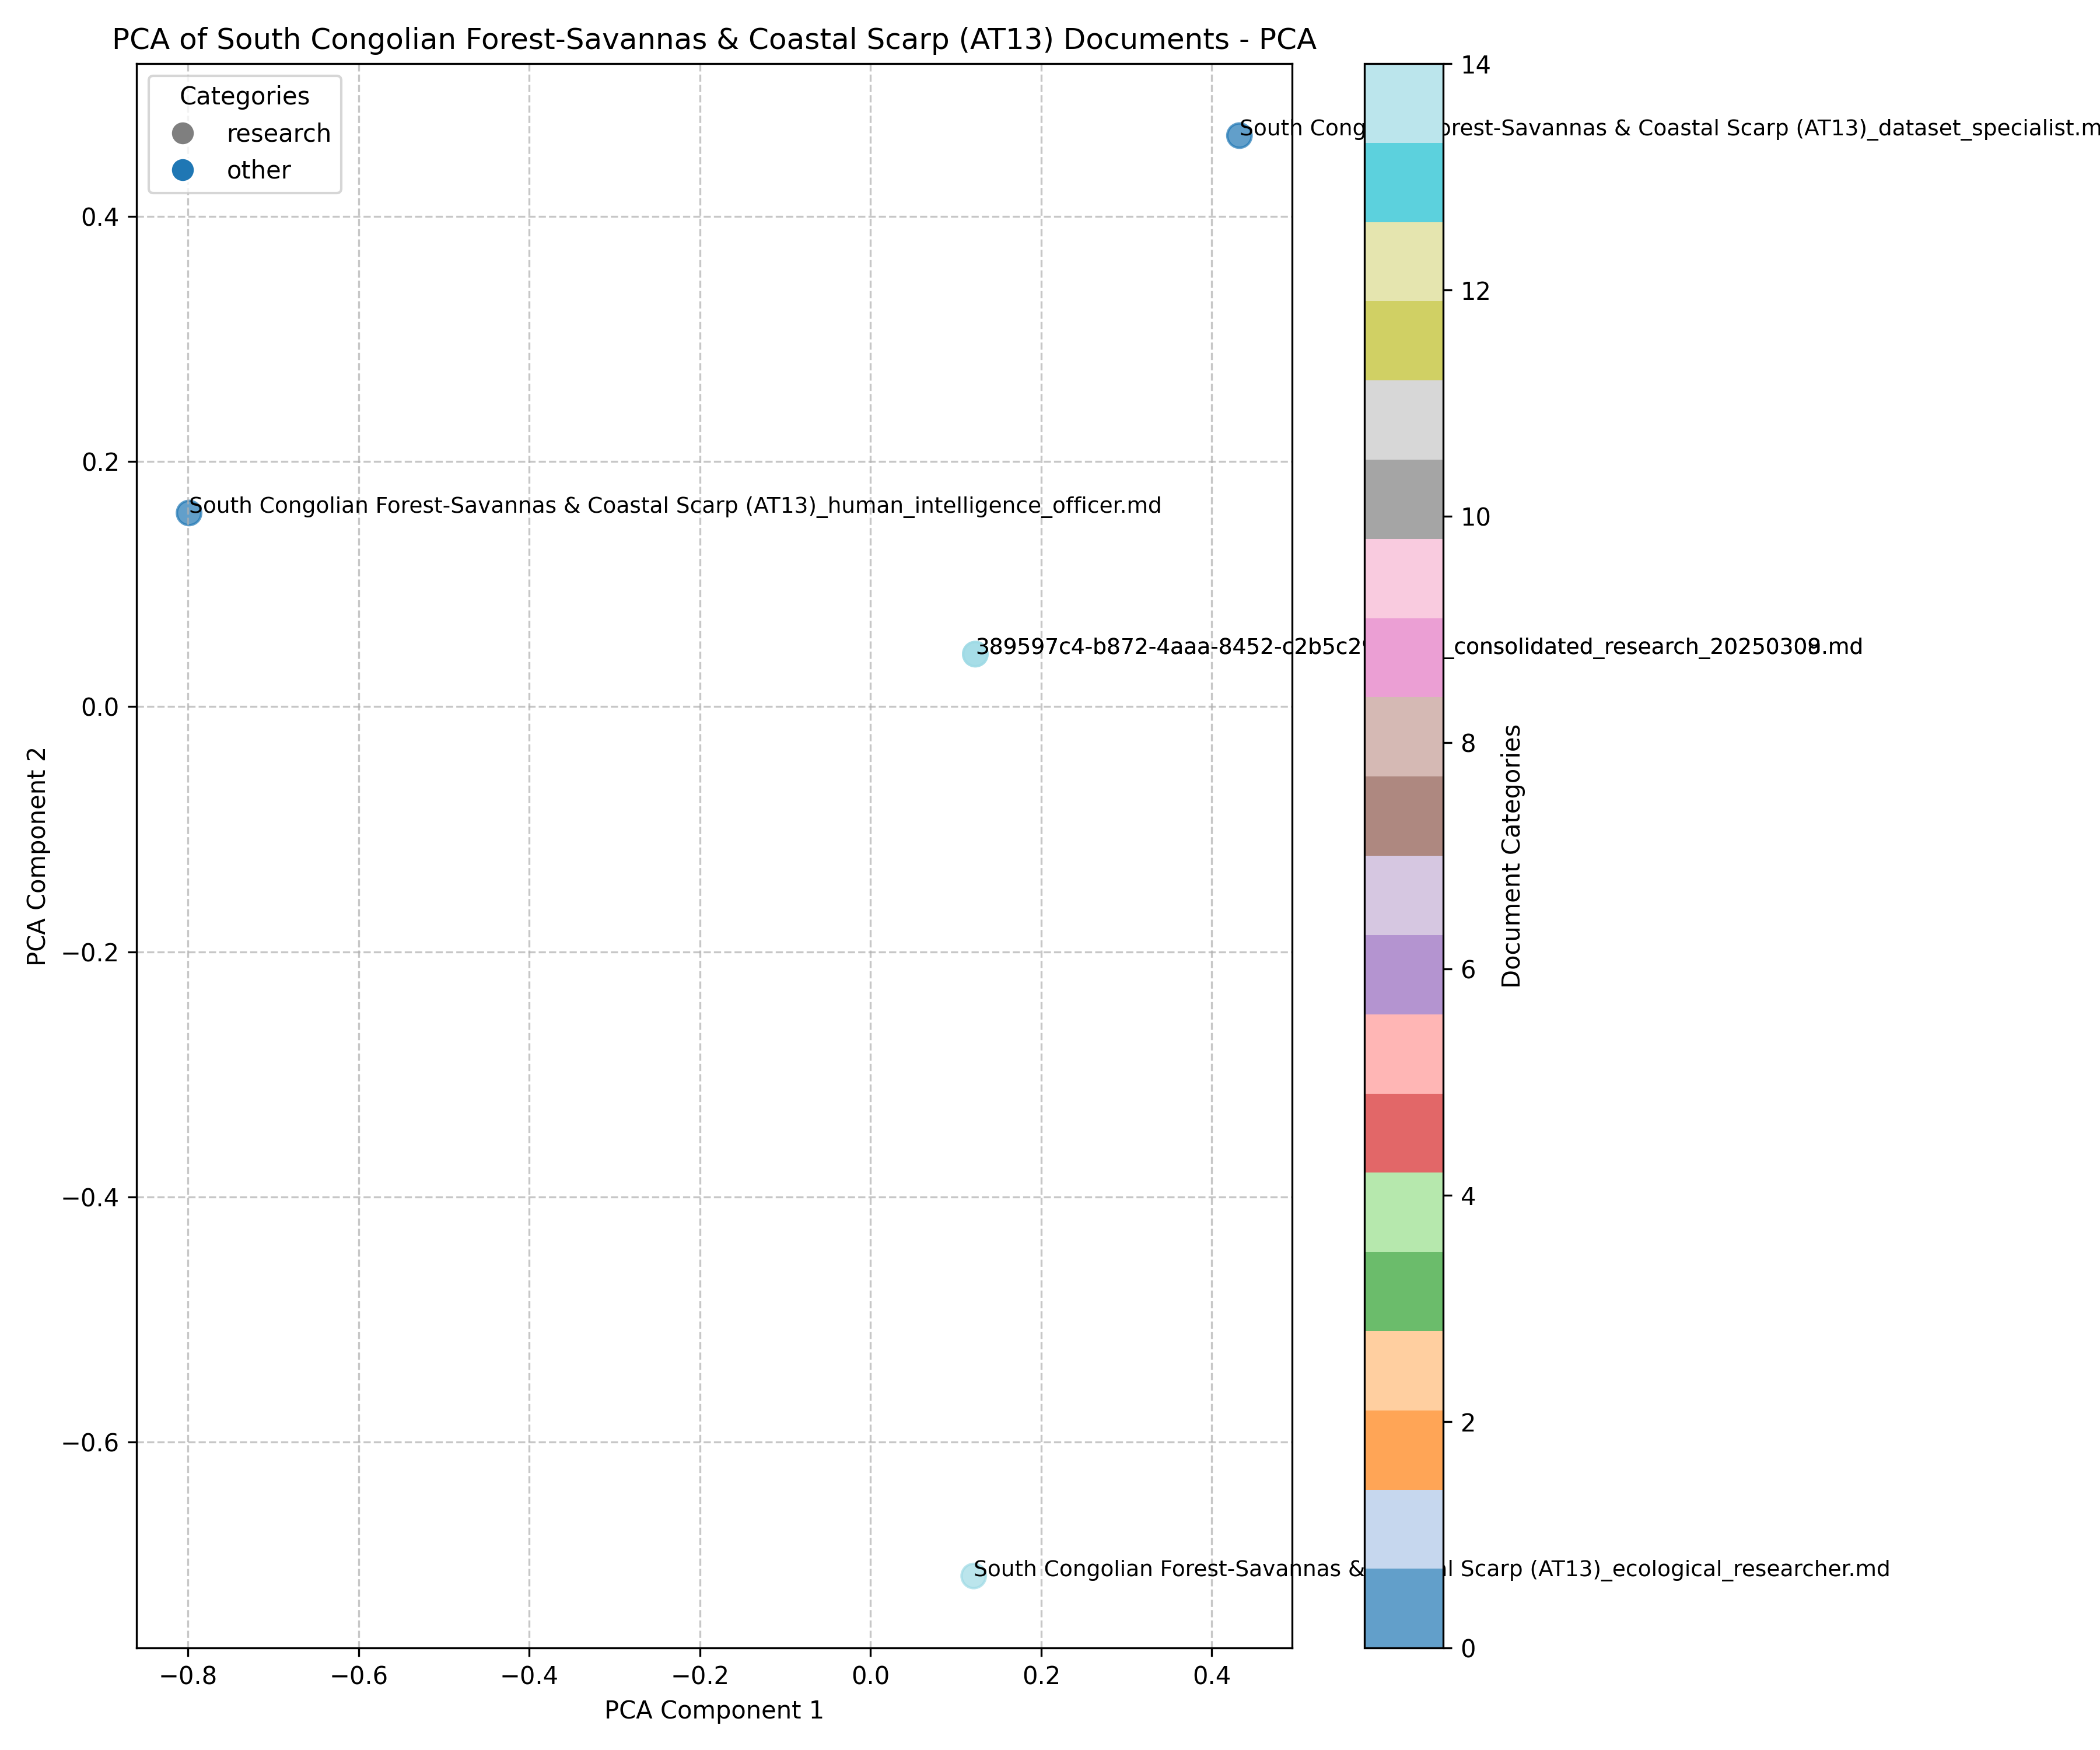 PCA of South Congolian Forest-Savannas & Coastal Scarp (AT13) Documents - PCA
Categories
research
other
South Cong orest-Savannas & Coastal Scarp (AT13)_dataset_specialist.m
South Congolian Forest-Savannas & Coastal Scarp (AT13)_human_intelligence_officer.md
389597c4-b872-4aaa-8452-c2b5c2 _consolidated_research_2025030 .md
South Congolian Forest-Savannas & l Scarp (AT13)_ecological_researcher.md
0.4
0.2
0.0
−0.2
−0.4
−0.6
PCA Component 2
−0.8
−0.6
−0.4
−0.2
0.0
0.2
0.4
PCA Component 1
14
12
10
8
6
4
2
0
Document Categories